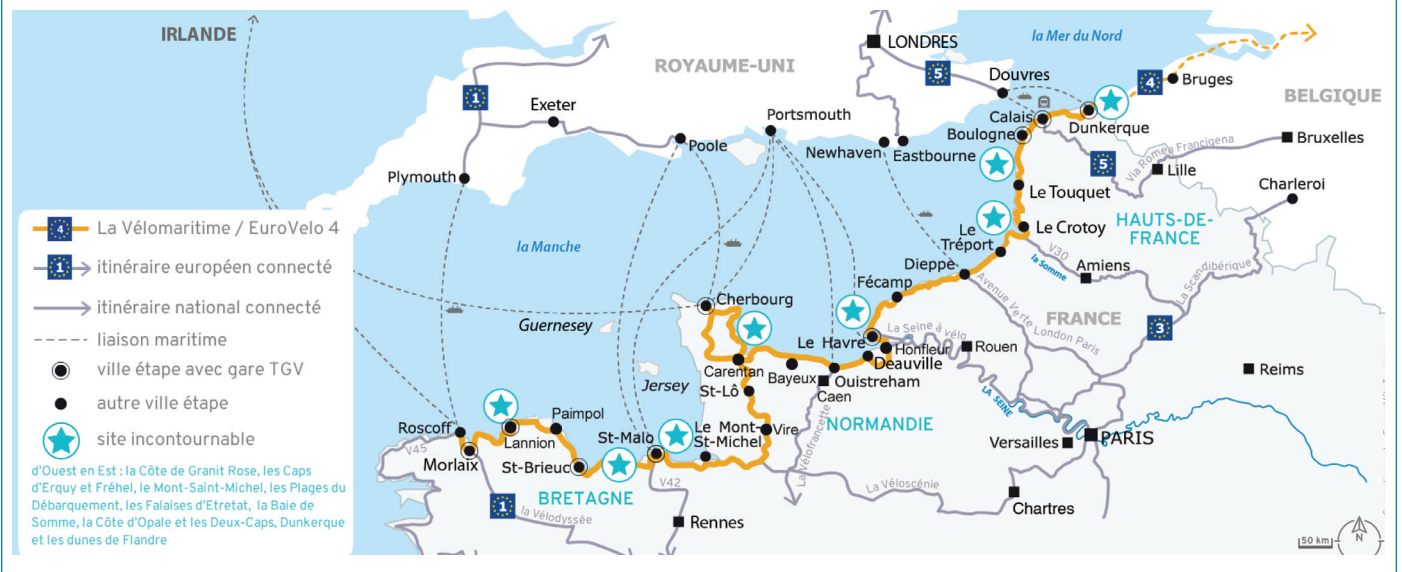 IRLANDE
ROYAUME-UNI
LONDRES
la Mer du Nord
5
Douvres
4
Bruges
BELGIQUE
1
Exeter
Poole
Portsmouth
Newhaven
Eastbourne
Calais
Boulogne
Dunkerque
Via Romea Francigena
Bruxelles
5
Lille
Charleroi
Plymouth
Le Touquet
HAUTS-DE-
FRANCE
Le
Tréport
Le Crotoy
V30
la Somme
Amiens
La Scandibérique
4
La Vélomaritime / EuroVelo 4
1
itinéraire européen connecté
itinéraire national connecté
liaison maritime
ville étape avec gare TGV
autre ville étape
site incontournable
d'Ouest en Est : la Côte de Granit Rose, les Caps
d'Erquy et Fréhel, le Mont-Saint-Michel, les Plages du
Débarquement, les Falaises d'Etretat, la Baie de
Somme, la Côte d'Opale et les Deux-Caps, Dunkerque
et les dunes de Flandre
la Manche
Dieppe
Fécamp
Avenue Verte London Paris
FRANCE
3
Cherbourg
Guernesey
Jersey
Le Havre
La Seine à vélo
Honfleur
Rouen
Deauville
Carentan
Bayeux
Ouistreham
Caen
St-Lô
LA SEINE
Reims
NORMANDIE
Roscoff
V45
Morlaix
Lannion
Paimpol
St-Brieuc
St-Malo
Le Mont-
St-Michel
Vire
La Vélofrancette
Versailles
PARIS
BRETAGNE
V42
1
la Vélodyssée
Rennes
La Véloscénie
Chartres
50 km
N